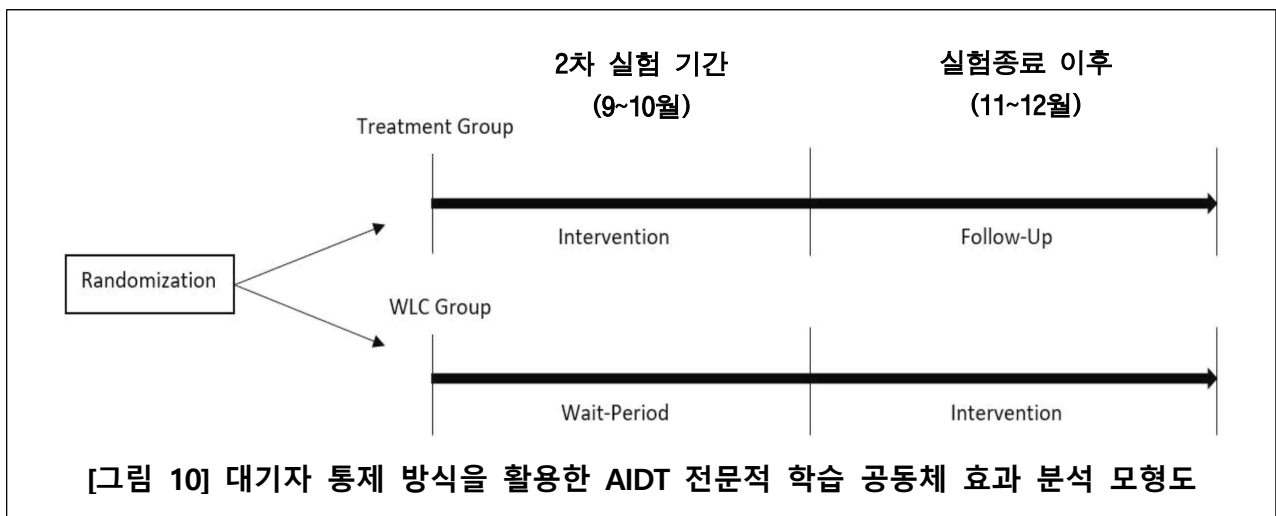 2차 실험 기간
(9~10월)
실험종료 이후
(11~12월)
Treatment Group
Intervention
Follow-Up
Randomization
WLC Group
Wait-Period
Intervention
[그림 10] 대기자 통제 방식을 활용한 AIDT 전문적 학습 공동체 효과 분석 모형도